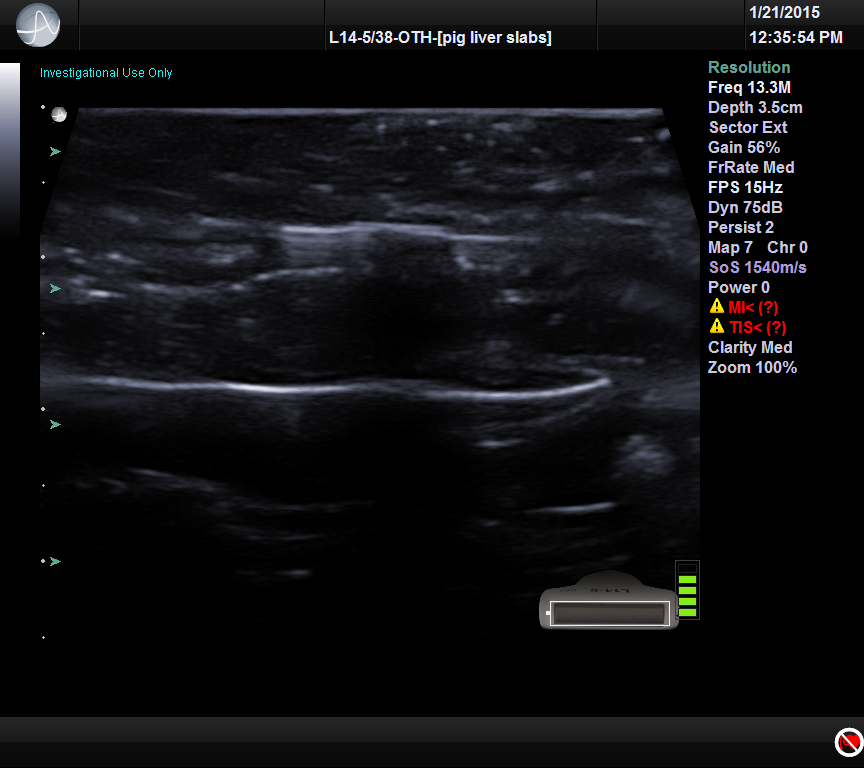 1/21/2015
L14-5/38-OTH-[pig liver slabs]
12:35:54 PM
Investigational Use Only
Resolution
Freq 13.3M
Depth 3.5cm
Sector Ext
Gain 56%
FrRate Med
FPS 15Hz
Dyn 75dB
Persist 2
Map 7 Chr 0
SoS 1540m/s
Power 0
MI< (?)
TIS< (?)
Clarity Med
Zoom 100%
L14-5